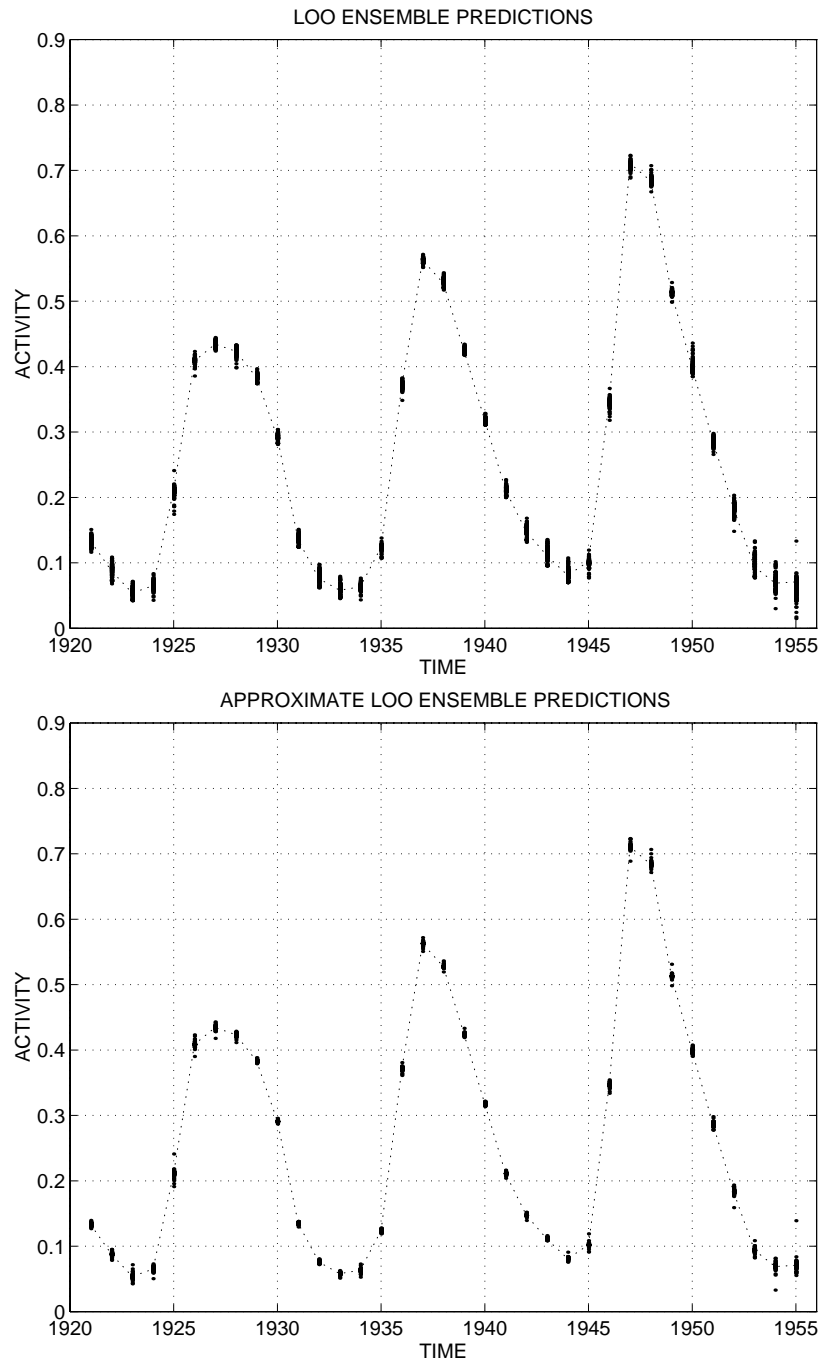 LOO ENSEMBLE PREDICTIONS
0.9
0.8
0.7
0.6
0.5
0.4
0.3
0.2
0.1
0
ACTIVITY
1920 1925 1930 1935 1940 1945 1950 1955
TIME
APPROXIMATE LOO ENSEMBLE PREDICTIONS
0.9
0.8
0.7
0.6
0.5
0.4
0.3
0.2
0.1
0
ACTIVITY
1920 1925 1930 1935 1940 1945 1950 1955
TIME